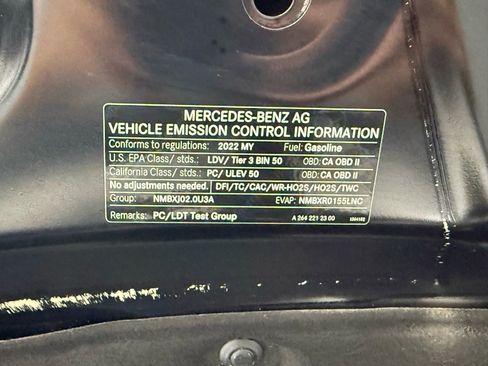 MERCEDES-BENZ AG
VEHICLE EMISSION CONTROL INFORMATION
Conforms to regulations: 2022 MY Fuel: Gasoline
U.S. EPA Class/ stds.: LDV/ Tier 3 BIN 50 OBD: CA OBD II
California Class/ stds.: PC/ ULEV 50 OBD: CA OBD II
No adjustments needed. DFI/TC/CAC/WR-HO2S/HO2S/TWC
Group: NMBXJ02.0U3A EVAP: NMBXR0155LNC
Remarks: PC/LDT Test Group A 264 221 23 00